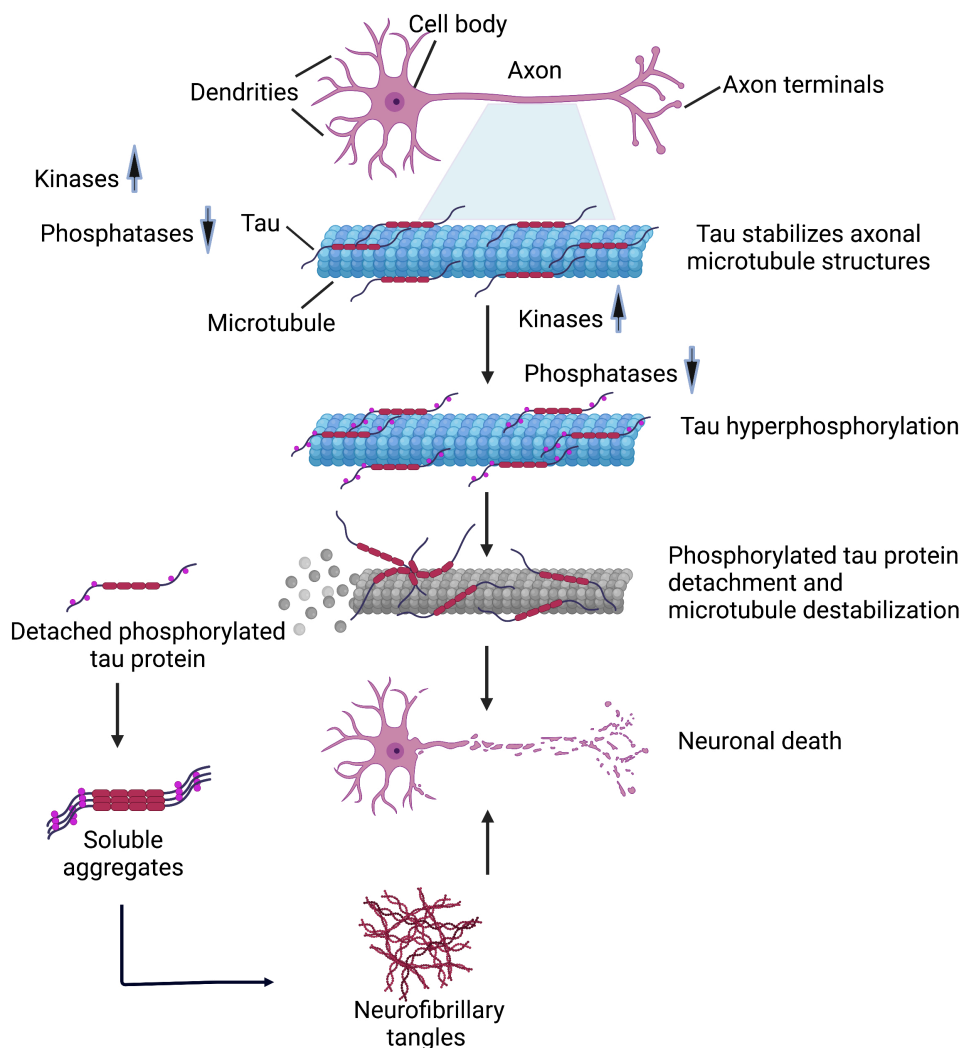 Cell body
Dendrities
Axon
Axon terminals
Kinases
Phosphatases
Tau
Microtubule
Tau stabilizes axonal
microtubule structures
Kinases
Phosphatases
Tau hyperphosphorylation
Phosphorylated tau protein
detachment and
microtubule destabilization
Detached phosphorylated
tau protein
Neuronal death
Soluble
aggregates
Neurofibrillary
tangles